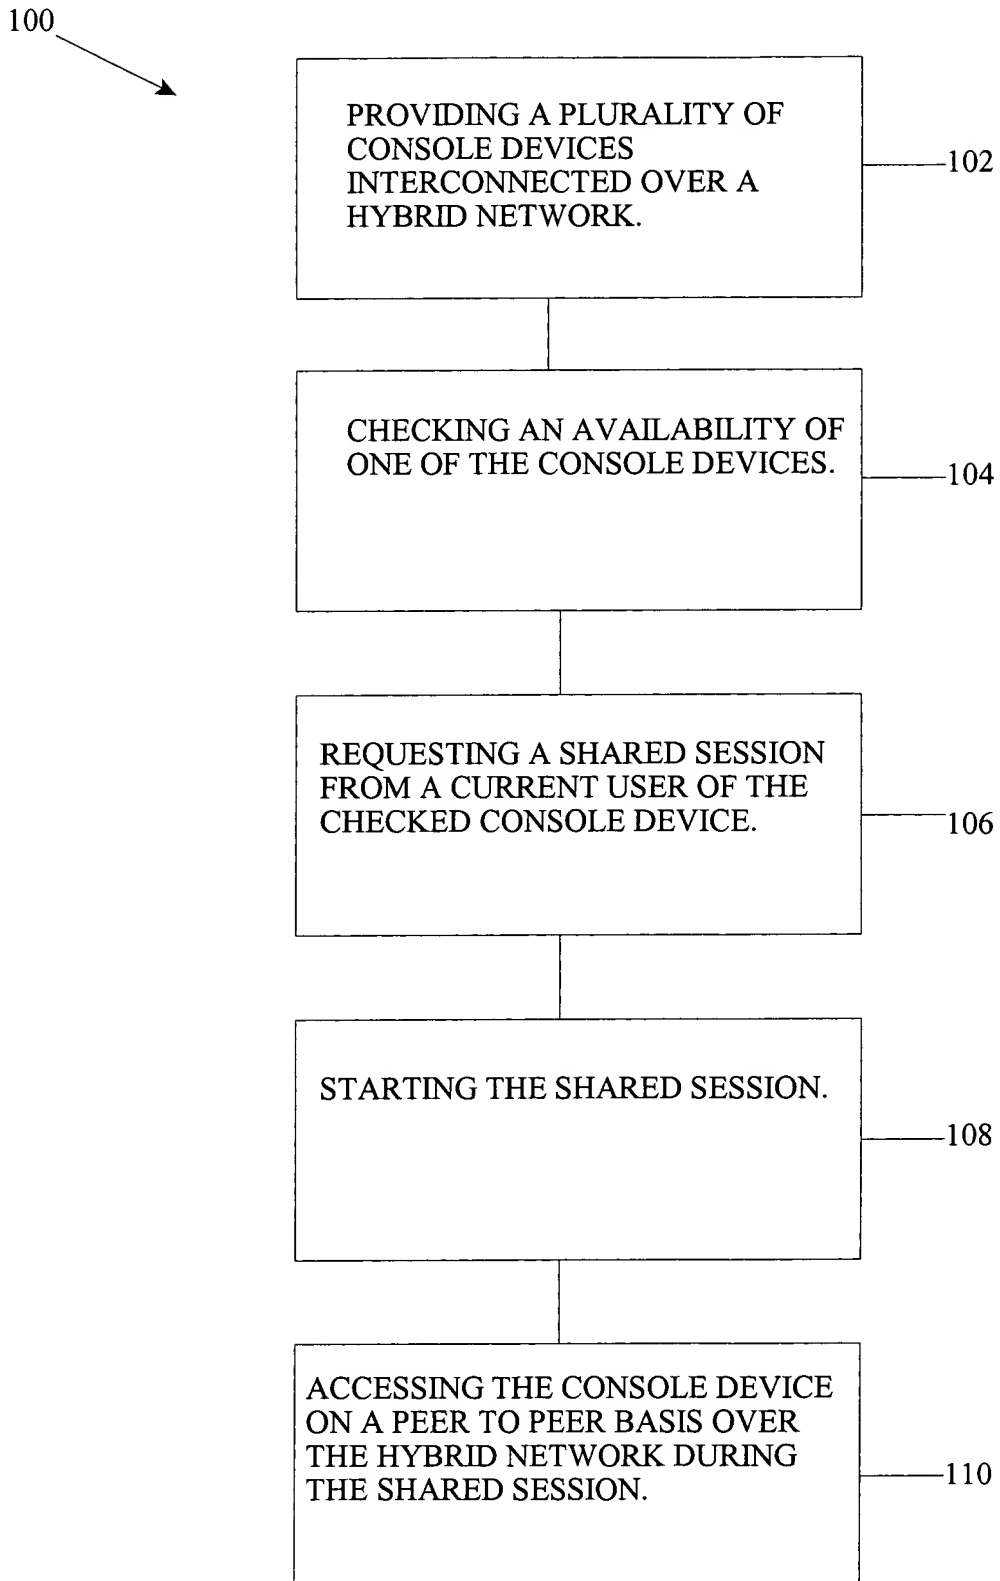 100
PROVIDING A PLURALITY OF
CONSOLE DEVICES
INTERCONNECTED OVER A
HYBRID NETWORK.
102
CHECKING AN AVAILABILITY OF
ONE OF THE CONSOLE DEVICES.
104
REQUESTING A SHARED SESSION
FROM A CURRENT USER OF THE
CHECKED CONSOLE DEVICE.
106
STARTING THE SHARED SESSION.
108
ACCESSING THE CONSOLE DEVICE
ON A PEER TO PEER BASIS OVER
THE HYBRID NETWORK DURING
THE SHARED SESSION.
110